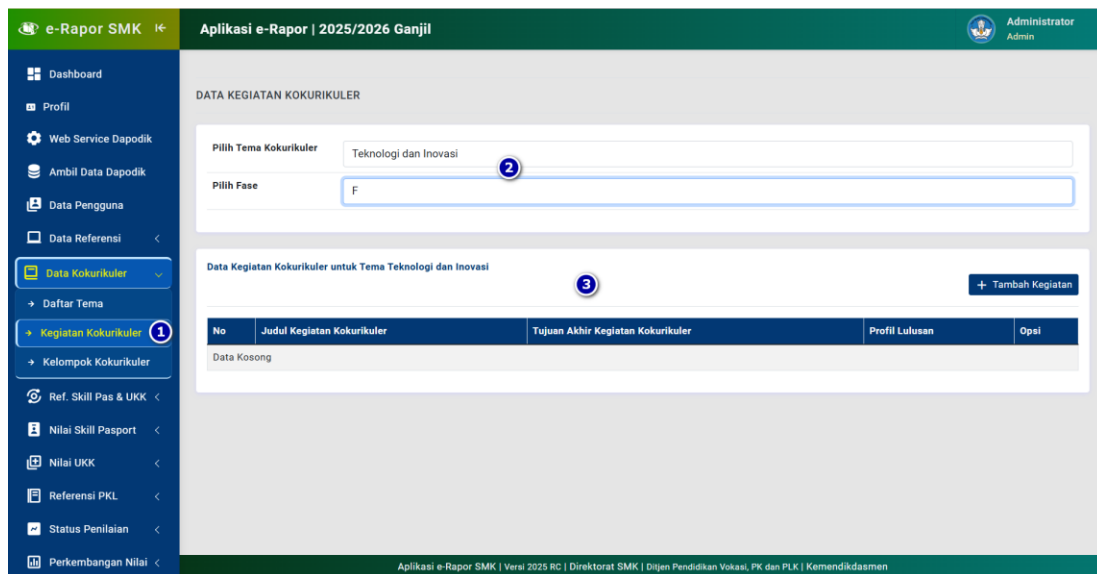 e-Rapor SMK
Aplikasi e-Rapor | 2025/2026 Ganjil
Administrator
Admin
Dashboard
Profil
Web Service Dapodik
Ambil Data Dapodik
Data Pengguna
Data Referensi
Data Kokurikuler
Daftar Tema
Kegiatan Kokurikuler 1
Kelompok Kokurikuler
Ref. Skill Pas & UKK
Nilai Skill Pasport
Nilai UKK
Referensi PKL
Status Penilaian
Perkembangan Nilai
DATA KEGIATAN KOKURIKULER
Pilih Tema Kokurikuler Teknologi dan Inovasi
2
Pilih Fase F
Data Kegiatan Kokurikuler untuk Tema Teknologi dan Inovasi
3
+ Tambah Kegiatan
No Judul Kegiatan Kokurikuler Tujuan Akhir Kegiatan Kokurikuler Profil Lulusan Opsi
Data Kosong
Aplikasi e-Rapor SMK | Versi 2025 RC | Direktorat SMK | Ditjen Pendidikan Vokasi, PK dan PLK | Kemendikdasmen